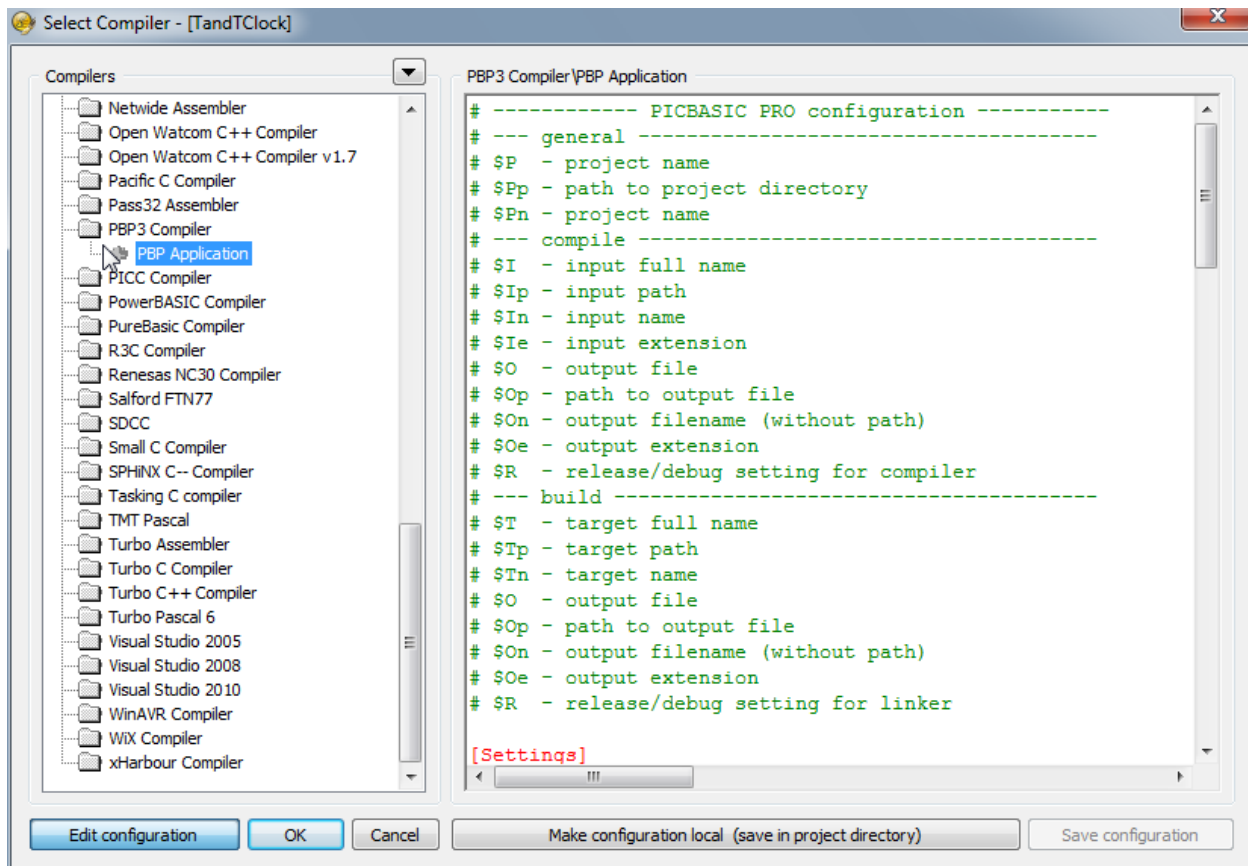 Select Compiler - [TandTClock]
Compilers
Netwide Assembler
Open Watcom C++ Compiler
Open Watcom C++ Compiler v1.7
Pacific C Compiler
Pass32 Assembler
PBP3 Compiler
PBP Application
PICC Compiler
PowerBASIC Compiler
PureBasic Compiler
R3C Compiler
Renesas NC30 Compiler
Salford FTN77
SDCC
Small C Compiler
SPHiNX C-- Compiler
Tasking C compiler
TMT Pascal
Turbo Assembler
Turbo C Compiler
Turbo C++ Compiler
Turbo Pascal 6
Visual Studio 2005
Visual Studio 2008
Visual Studio 2010
WinAVR Compiler
WiX Compiler
xHarbour Compiler
PBP3 Compiler\PBP Application
# ------------ PICBASIC PRO configuration -----------
# --- general --------------------------------------
# $P  - project name
# $Pp - path to project directory
# $Pn - project name
# --- compile --------------------------------------
# $I  - input full name
# $Ip - input path
# $In - input name
# $Ie - input extension
# $O  - output file
# $Op - path to output file
# $On - output filename (without path)
# $Oe - output extension
# $R  - release/debug setting for compiler
# --- build ----------------------------------------
# $T  - target full name
# $Tp - target path
# $Tn - target name
# $O  - output file
# $Op - path to output file
# $On - output filename (without path)
# $Oe - output extension
# $R  - release/debug setting for linker
[Settings]
Edit configuration
OK
Cancel
Make configuration local (save in project directory)
Save configuration